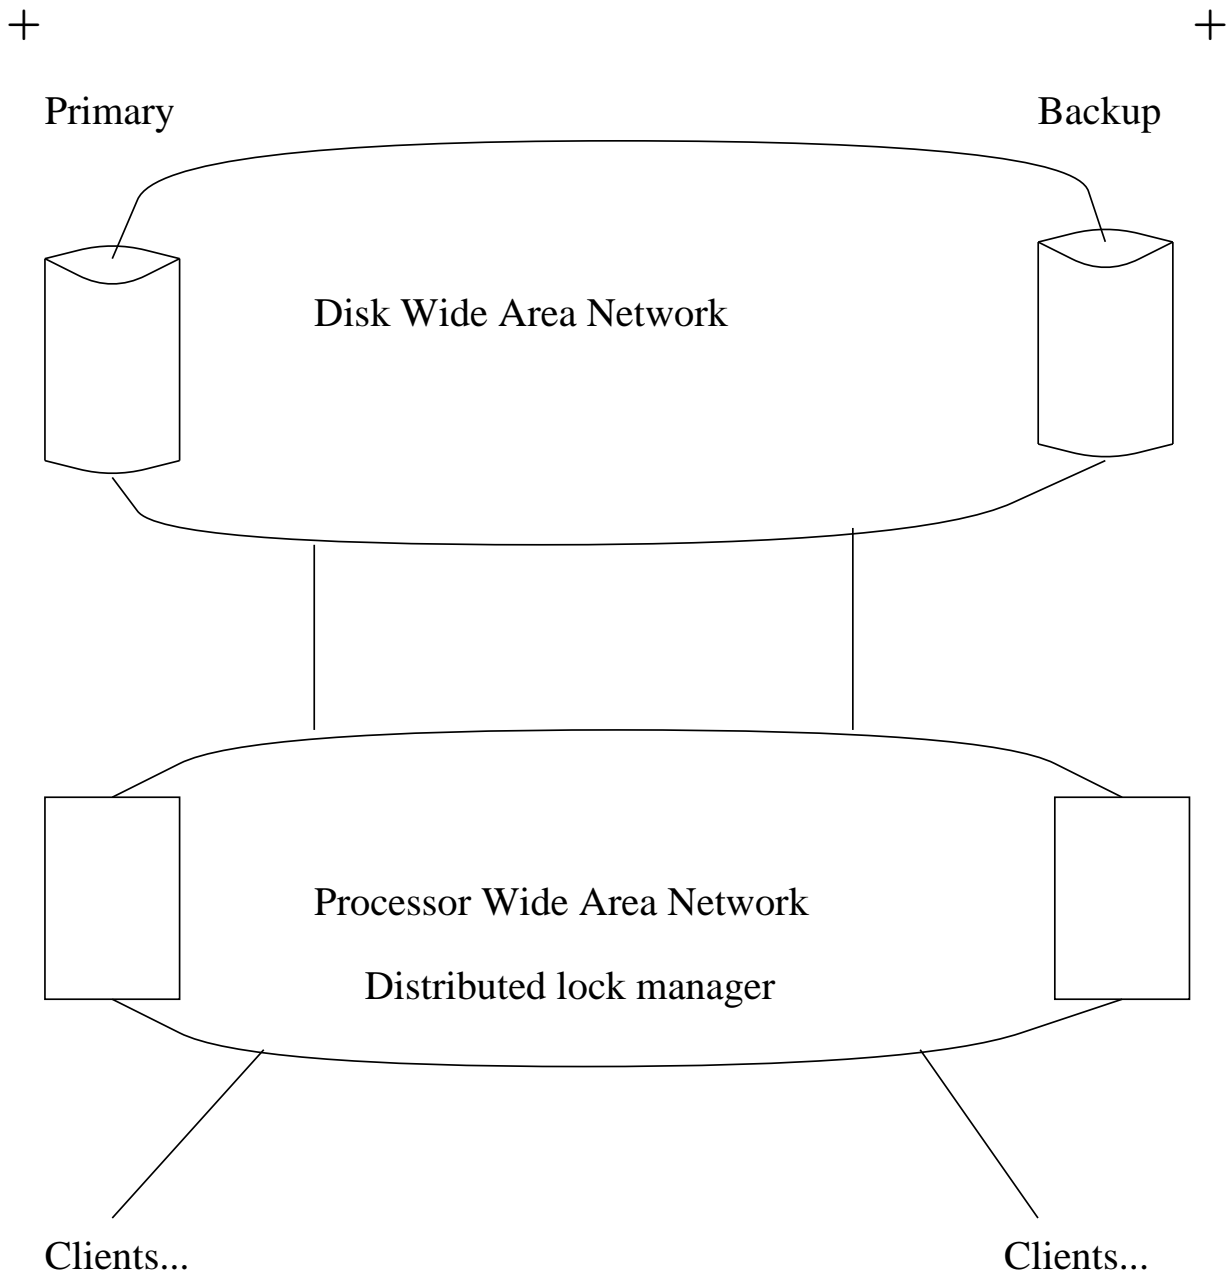 Primary
Backup
Disk Wide Area Network
Processor Wide Area Network
Distributed lock manager
Clients...
Clients...